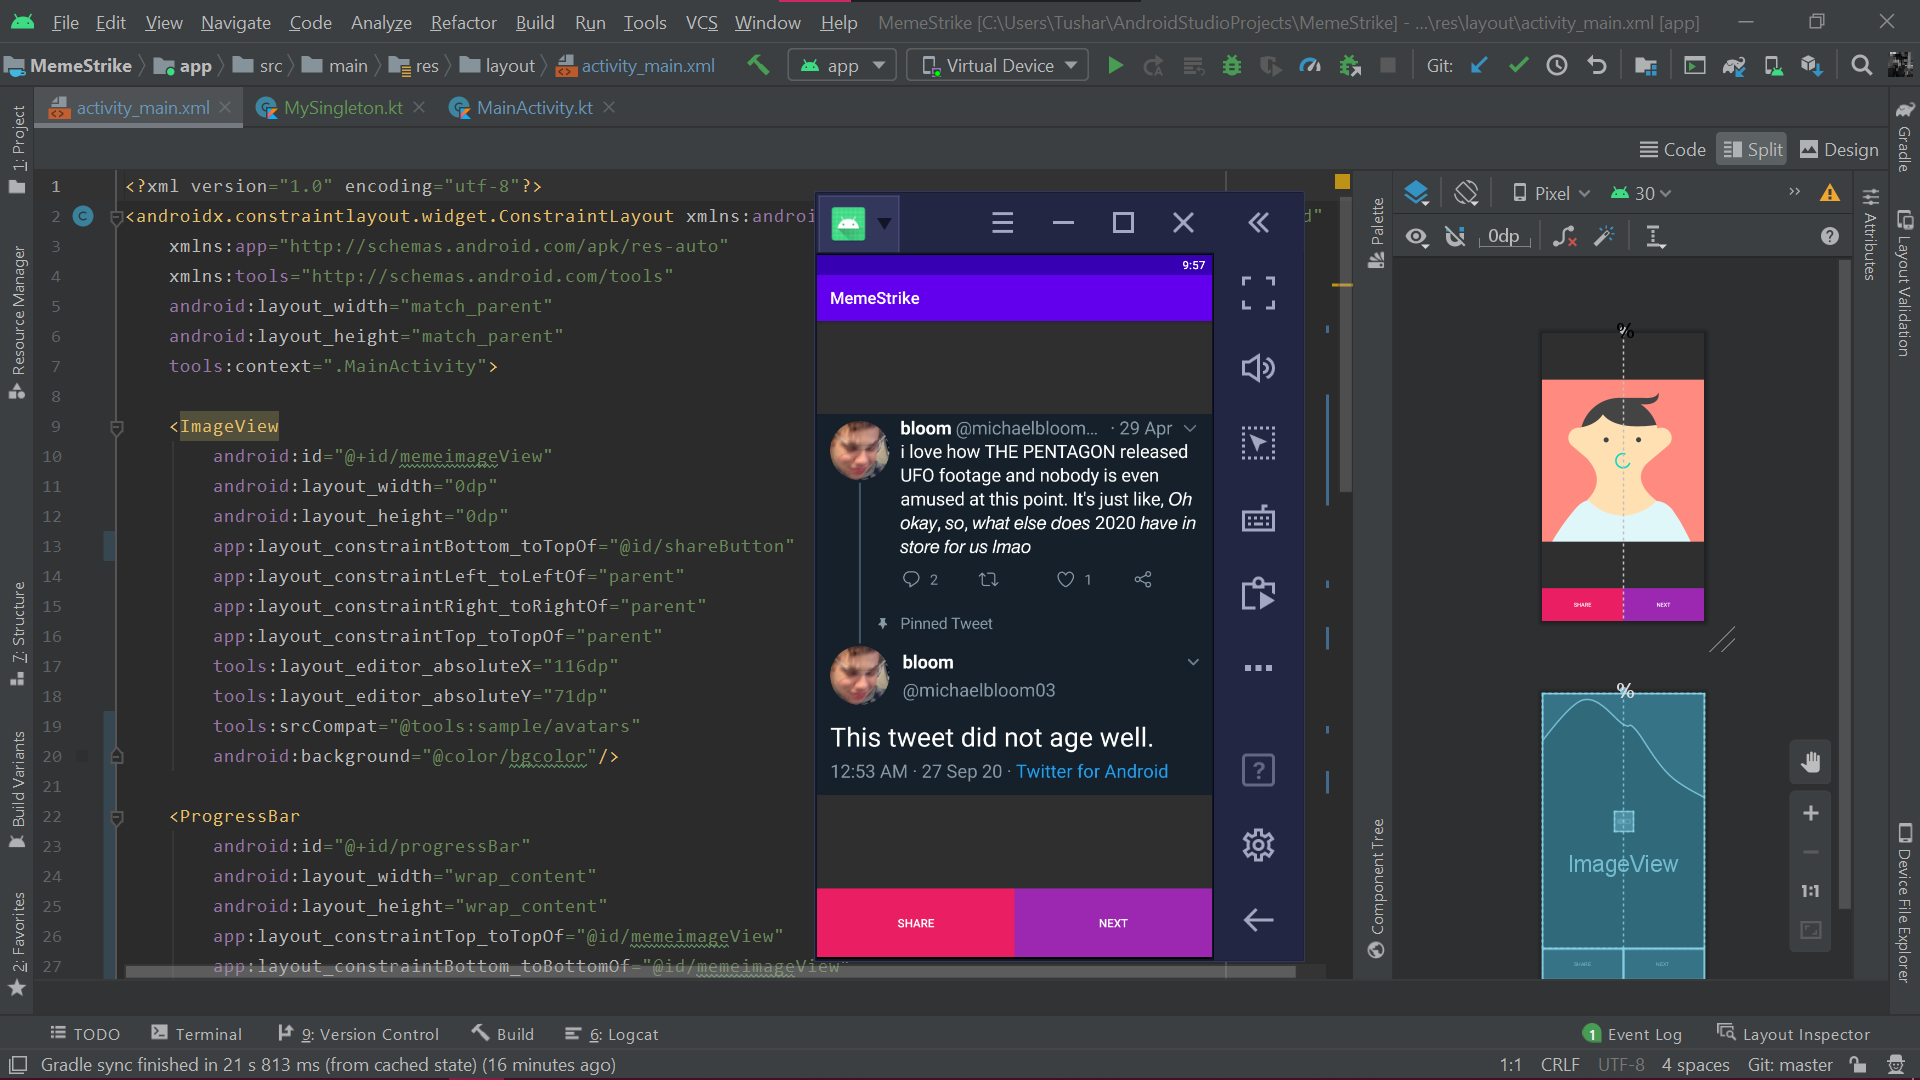 File Edit View Navigate Code Analyze Refactor Build Run Tools VCS Window Help MemeStrike [C:\Users\Tushar\AndroidStudioProjects\MemeStrike] - ...\res\layout\activity_main.xml [app]
MemeStrike app src main res layout activity_main.xml app Virtual Device Git:
activity_main.xml MySingleton.kt MainActivity.kt
Code Split Design
1: Project
Resource Manager
7: Structure
Build Variants
2: Favorites
1 <?xml version="1.0" encoding="utf-8"?>
2 <androidx.constraintlayout.widget.ConstraintLayout xmlns:androi d"
3 xmlns:app="http://schemas.android.com/apk/res-auto"
4 xmlns:tools="http://schemas.android.com/tools"
5 android:layout_width="match_parent"
6 android:layout_height="match_parent"
7 tools:context=".MainActivity">
8
9 <ImageView
10 android:id="@+id/memeimageView"
11 android:layout_width="0dp"
12 android:layout_height="0dp"
13 app:layout_constraintBottom_toTopOf="@id/shareButton"
14 app:layout_constraintLeft_toLeftOf="parent"
15 app:layout_constraintRight_toRightOf="parent"
16 app:layout_constraintTop_toTopOf="parent"
17 tools:layout_editor_absoluteX="116dp"
18 tools:layout_editor_absoluteY="71dp"
19 tools:srcCompat="@tools:sample/avatars"
20 android:background="@color/bgcolor"/>
21
22 <ProgressBar
23 android:id="@+id/progressBar"
24 android:layout_width="wrap_content"
25 android:layout_height="wrap_content"
26 app:layout_constraintTop_toTopOf="@id/memeimageView"
27 app:layout_constraintBottom_toBottomOf="@id/memeimageView"
9:57
MemeStrike
bloom @michaelbloom... · 29 Apr
i love how THE PENTAGON released
UFO footage and nobody is even
amused at this point. It's just like, Oh
okay, so, what else does 2020 have in
store for us lmao
2 1
Pinned Tweet
bloom
@michaelbloom03
This tweet did not age well.
12:53 AM · 27 Sep 20 · Twitter for Android
SHARE NEXT
Palette
Component Tree
Pixel 30
0dp
%
SHARE NEXT
%
ImageView
SHARE NEXT
1:1
Attributes
Gradle
Layout Validation
Device File Explorer
TODO Terminal 9: Version Control Build 6: Logcat 1 Event Log Layout Inspector
Gradle sync finished in 21 s 813 ms (from cached state) (16 minutes ago) 1:1 CRLF UTF-8 4 spaces Git: master